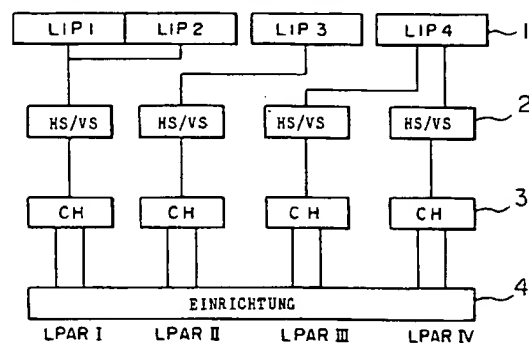 LIP1 LIP2 LIP3 LIP4 1
HS/VS HS/VS HS/VS HS/VS 2
CH CH CH CH 3
EINRICHTUNG 4
LPAR I LPAR II LPAR III LPAR IV